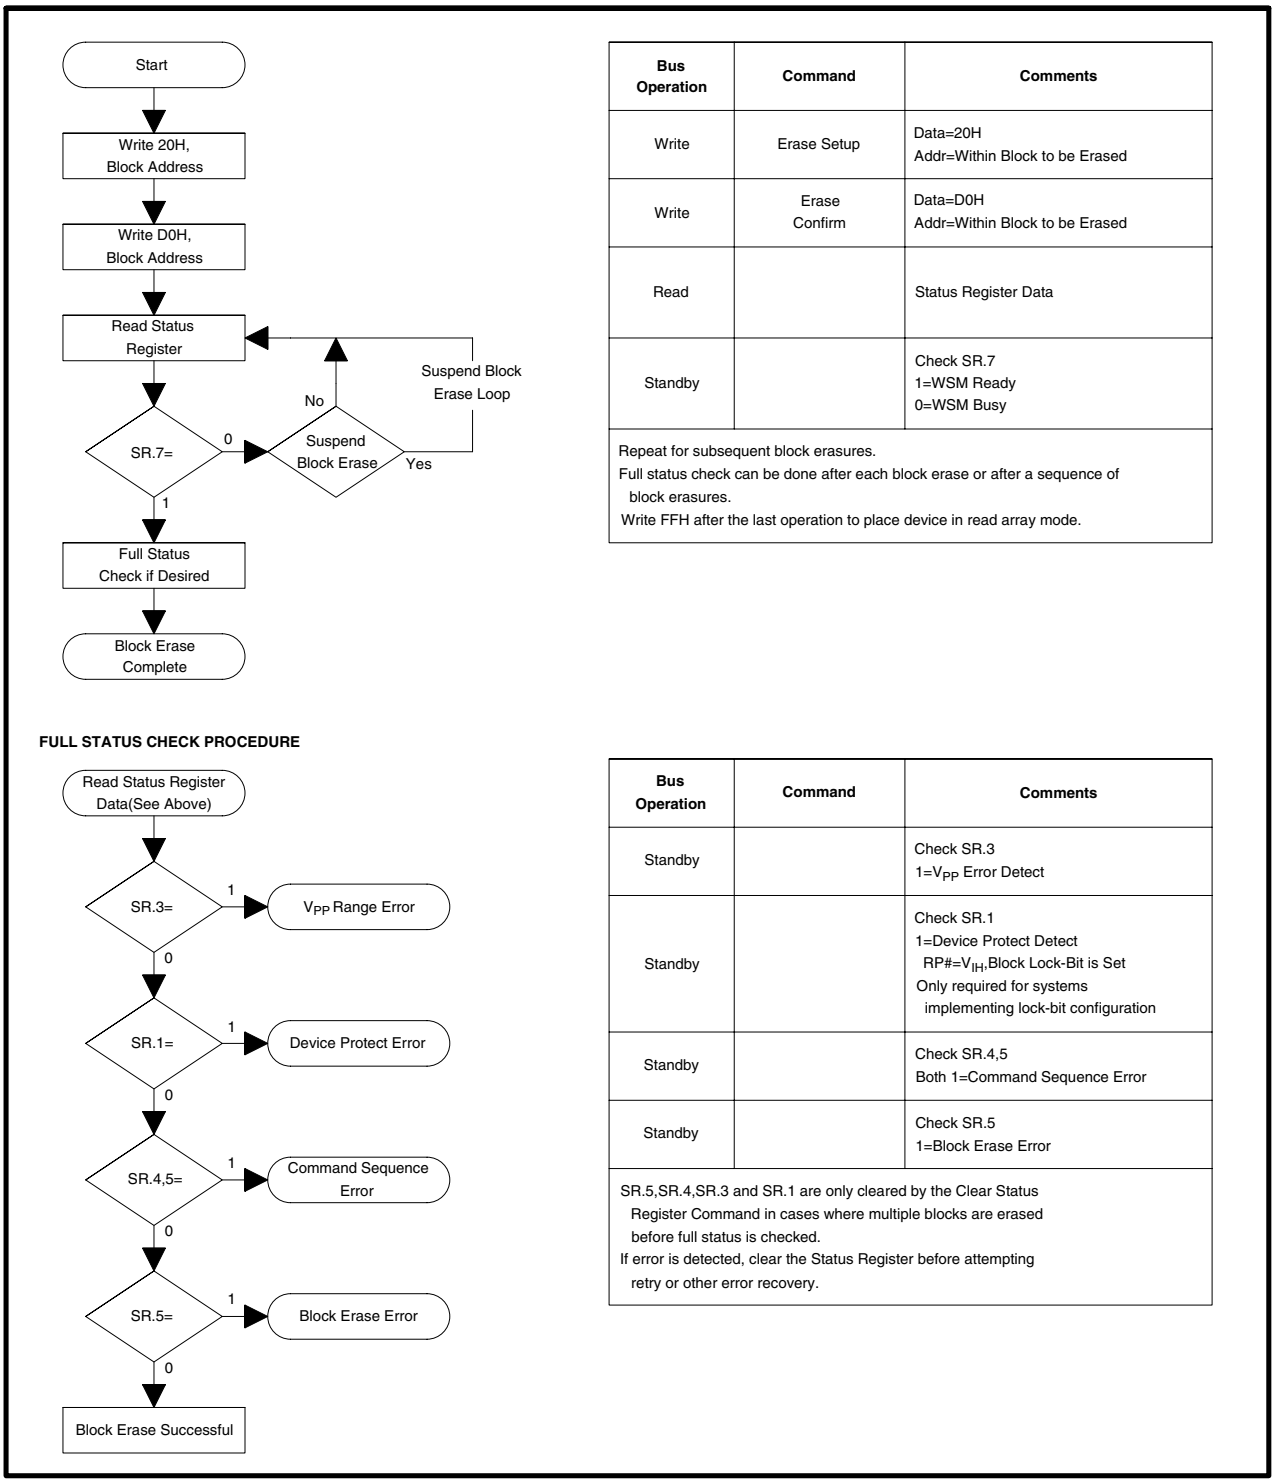 Start
Write 20H,
Block Address
Write D0H,
Block Address
Read Status
Register
SR.7=
0
1
Suspend
Block Erase
No
Yes
Suspend Block
Erase Loop
Full Status
Check if Desired
Block Erase
Complete
Bus
Operation
Command
Comments
Write
Erase Setup
Data=20H
Addr=Within Block to be Erased
Write
Erase
Confirm
Data=D0H
Addr=Within Block to be Erased
Read
Status Register Data
Standby
Check SR.7
1=WSM Ready
0=WSM Busy
Repeat for subsequent block erasures.
Full status check can be done after each block erase or after a sequence of
block erasures.
Write FFH after the last operation to place device in read array mode.
FULL STATUS CHECK PROCEDURE
Read Status Register
Data(See Above)
SR.3=
1
VPP Range Error
0
SR.1=
1
Device Protect Error
0
SR.4,5=
1
Command Sequence
Error
0
SR.5=
1
Block Erase Error
0
Block Erase Successful
Bus
Operation
Command
Comments
Standby
Check SR.3
1=VPP Error Detect
Standby
Check SR.1
1=Device Protect Detect
RP#=VIH,Block Lock-Bit is Set
Only required for systems
implementing lock-bit configuration
Standby
Check SR.4,5
Both 1=Command Sequence Error
Standby
Check SR.5
1=Block Erase Error
SR.5,SR.4,SR.3 and SR.1 are only cleared by the Clear Status
Register Command in cases where multiple blocks are erased
before full status is checked.
If error is detected, clear the Status Register before attempting
retry or other error recovery.